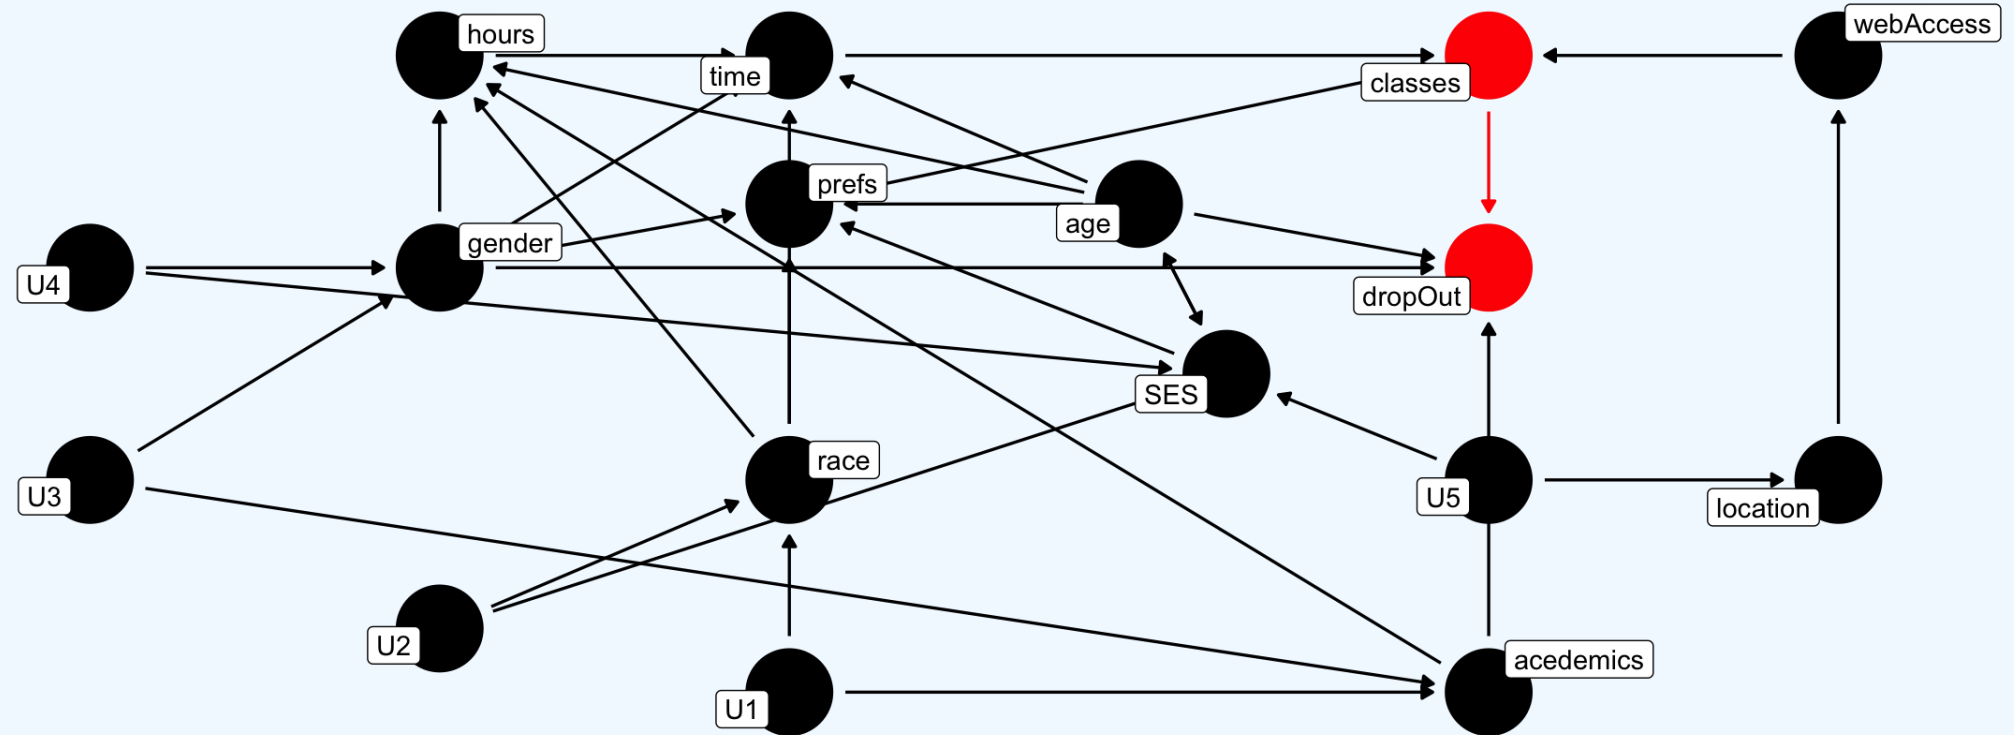 hours
webAccess
time
classes
prefs
age
gender
U4
dropOut
SES
race
U3
U5
location
U2
acedemics
U1